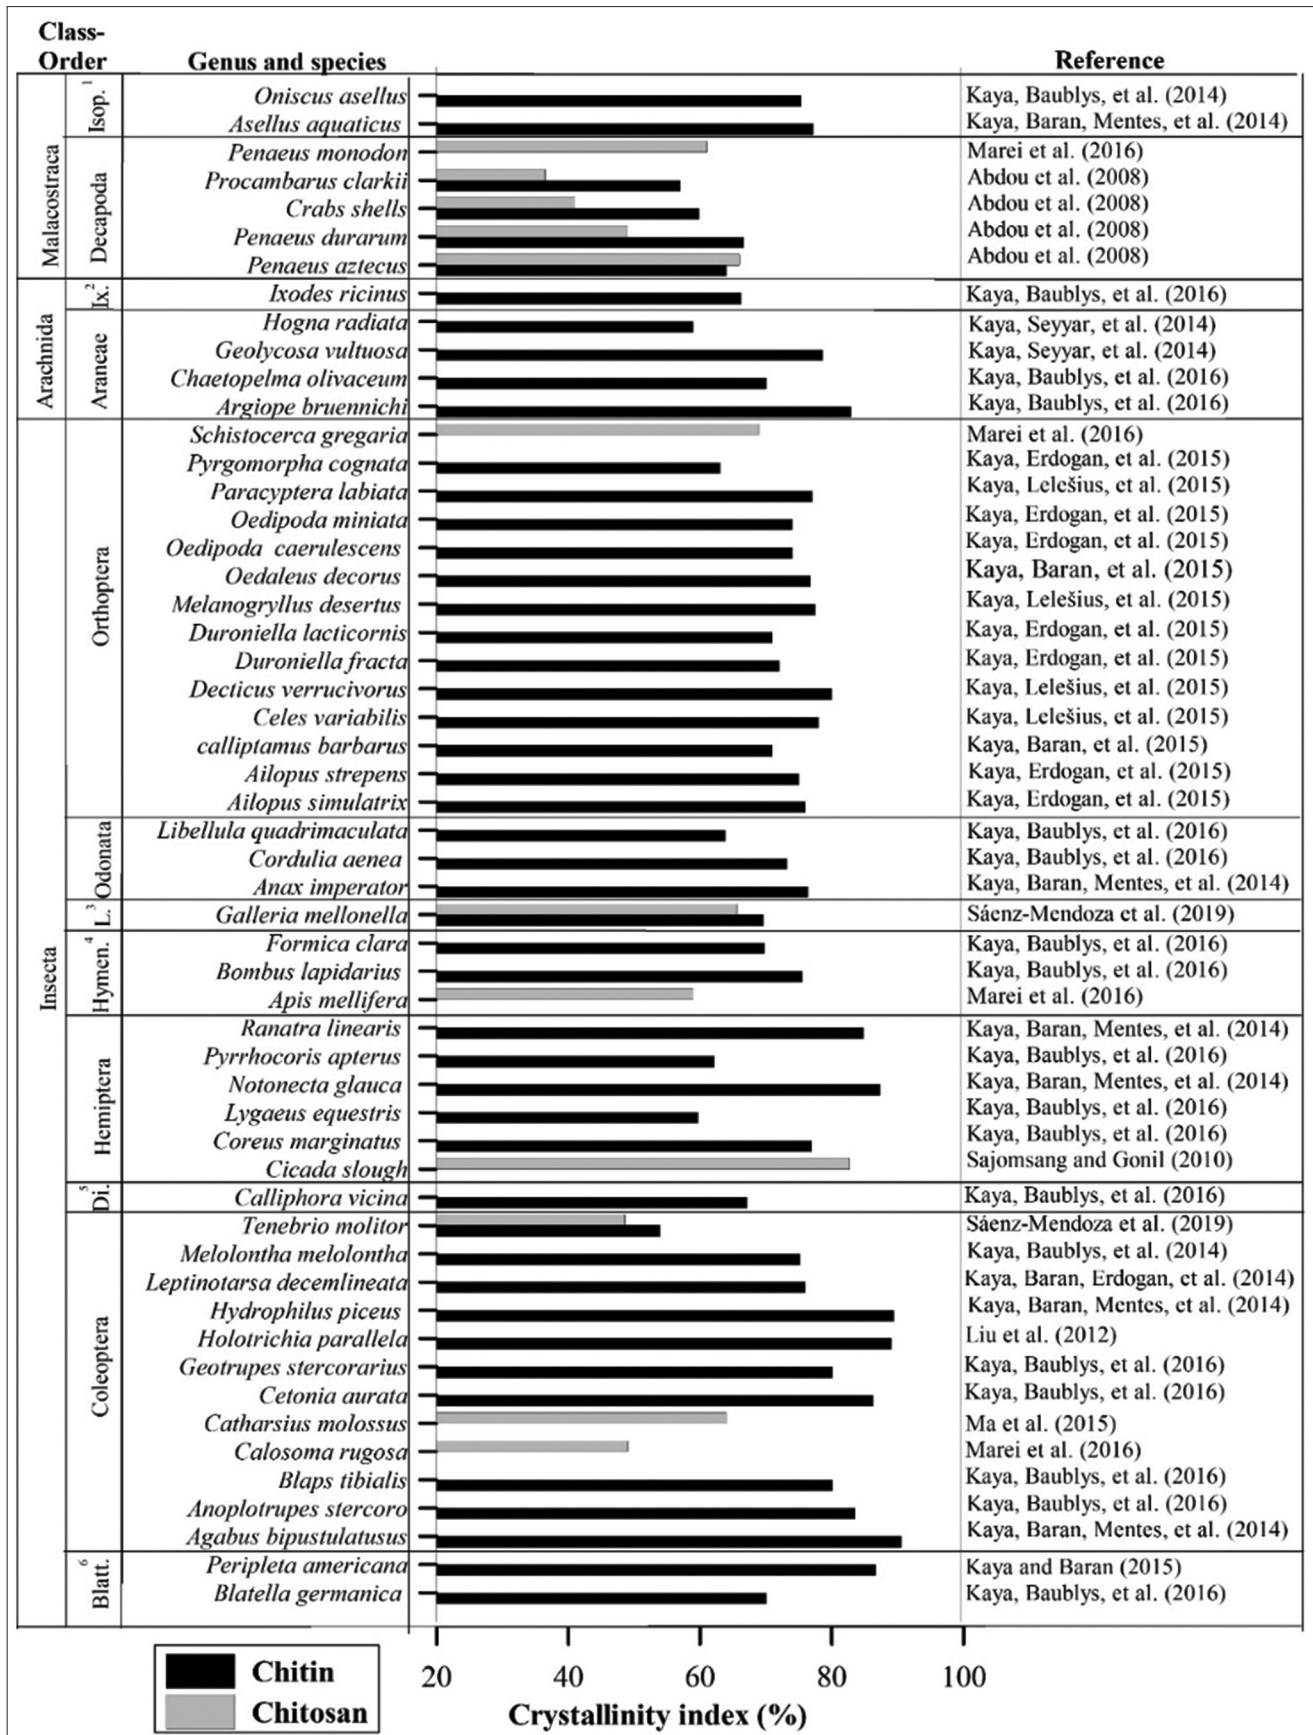 Class-
Order Genus and species Reference
Malacostraca
Isop. 1
Oniscus asellus Kaya, Baublys, et al. (2014)
Asellus aquaticus Kaya, Baran, Mentes, et al. (2014)
Decapoda
Penaeus monodon Marei et al. (2016)
Procambarus clarkii Abdou et al. (2008)
Crabs shells Abdou et al. (2008)
Penaeus durarum Abdou et al. (2008)
Penaeus aztecus Abdou et al. (2008)
Arachnida
Ix. 2
Ixodes ricinus Kaya, Baublys, et al. (2016)
Arancae
Hogna radiata Kaya, Seyyar, et al. (2014)
Geolycosa vultuosa Kaya, Seyyar, et al. (2014)
Chaetopelma olivaceum Kaya, Baublys, et al. (2016)
Argiope bruennichi Kaya, Baublys, et al. (2016)
Insecta
Orthoptera
Schistocerca gregaria Marei et al. (2016)
Pyrgomorpha cognata Kaya, Erdogan, et al. (2015)
Paracyptera labiata Kaya, Lelešius, et al. (2015)
Oedipoda miniata Kaya, Erdogan, et al. (2015)
Oedipoda caerulescens Kaya, Erdogan, et al. (2015)
Oedaleus decorus Kaya, Baran, et al. (2015)
Melanogryllus desertus Kaya, Lelešius, et al. (2015)
Duroniella lacticornis Kaya, Erdogan, et al. (2015)
Duroniella fracta Kaya, Erdogan, et al. (2015)
Decticus verrucivorus Kaya, Lelešius, et al. (2015)
Celes variabilis Kaya, Lelešius, et al. (2015)
calliptamus barbarus Kaya, Baran, et al. (2015)
Ailopus strepens Kaya, Erdogan, et al. (2015)
Ailopus simulatrix Kaya, Erdogan, et al. (2015)
Odonata
Libellula quadrimaculata Kaya, Baublys, et al. (2016)
Cordulia aenea Kaya, Baublys, et al. (2016)
Anax imperator Kaya, Baran, Mentes, et al. (2014)
L. 3
Galleria mellonella Sáenz-Mendoza et al. (2019)
Hymen. 4
Formica clara Kaya, Baublys, et al. (2016)
Bombus lapidarius Kaya, Baublys, et al. (2016)
Apis mellifera Marei et al. (2016)
Hemiptera
Ranatra linearis Kaya, Baran, Mentes, et al. (2014)
Pyrrhocoris apterus Kaya, Baublys, et al. (2016)
Notonecta glauca Kaya, Baran, Mentes, et al. (2014)
Lygaeus equestris Kaya, Baublys, et al. (2016)
Coreus marginatus Kaya, Baublys, et al. (2016)
Cicada slough Sajomsang and Gonil (2010)
Di. 5
Calliphora vicina Kaya, Baublys, et al. (2016)
Coleoptera
Tenebrio molitor Sáenz-Mendoza et al. (2019)
Melolontha melolontha Kaya, Baublys, et al. (2014)
Leptinotarsa decemlineata Kaya, Baran, Erdogan, et al. (2014)
Hydrophilus piceus Kaya, Baran, Mentes, et al. (2014)
Holotrichia parallela Liu et al. (2012)
Geotrupes stercorarius Kaya, Baublys, et al. (2016)
Cetonia aurata Kaya, Baublys, et al. (2016)
Catharsius molossus Ma et al. (2015)
Calosoma rugosa Marei et al. (2016)
Blaps tibialis Kaya, Baublys, et al. (2016)
Anoplotrupes stercoro Kaya, Baublys, et al. (2016)
Agabus bipustulatusus Kaya, Baran, Mentes, et al. (2014)
Blatt. 6
Peripleta americana Kaya and Baran (2015)
Blatella germanica Kaya, Baublys, et al. (2016)
20 40 60 80 100
Crystallinity index (%)
Chitin
Chitosan